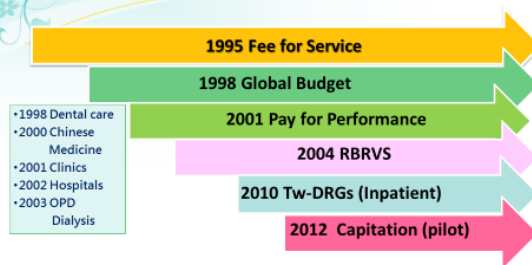 1995 Fee for Service
1998 Global Budget
2001 Pay for Performance
2004 RBRVS
2010 Tw-DRGs (Inpatient)
2012 Capitation (pilot)
•1998 Dental care
•2000 Chinese
Medicine
•2001 Clinics
•2002 Hospitals
•2003 OPD
Dialysis